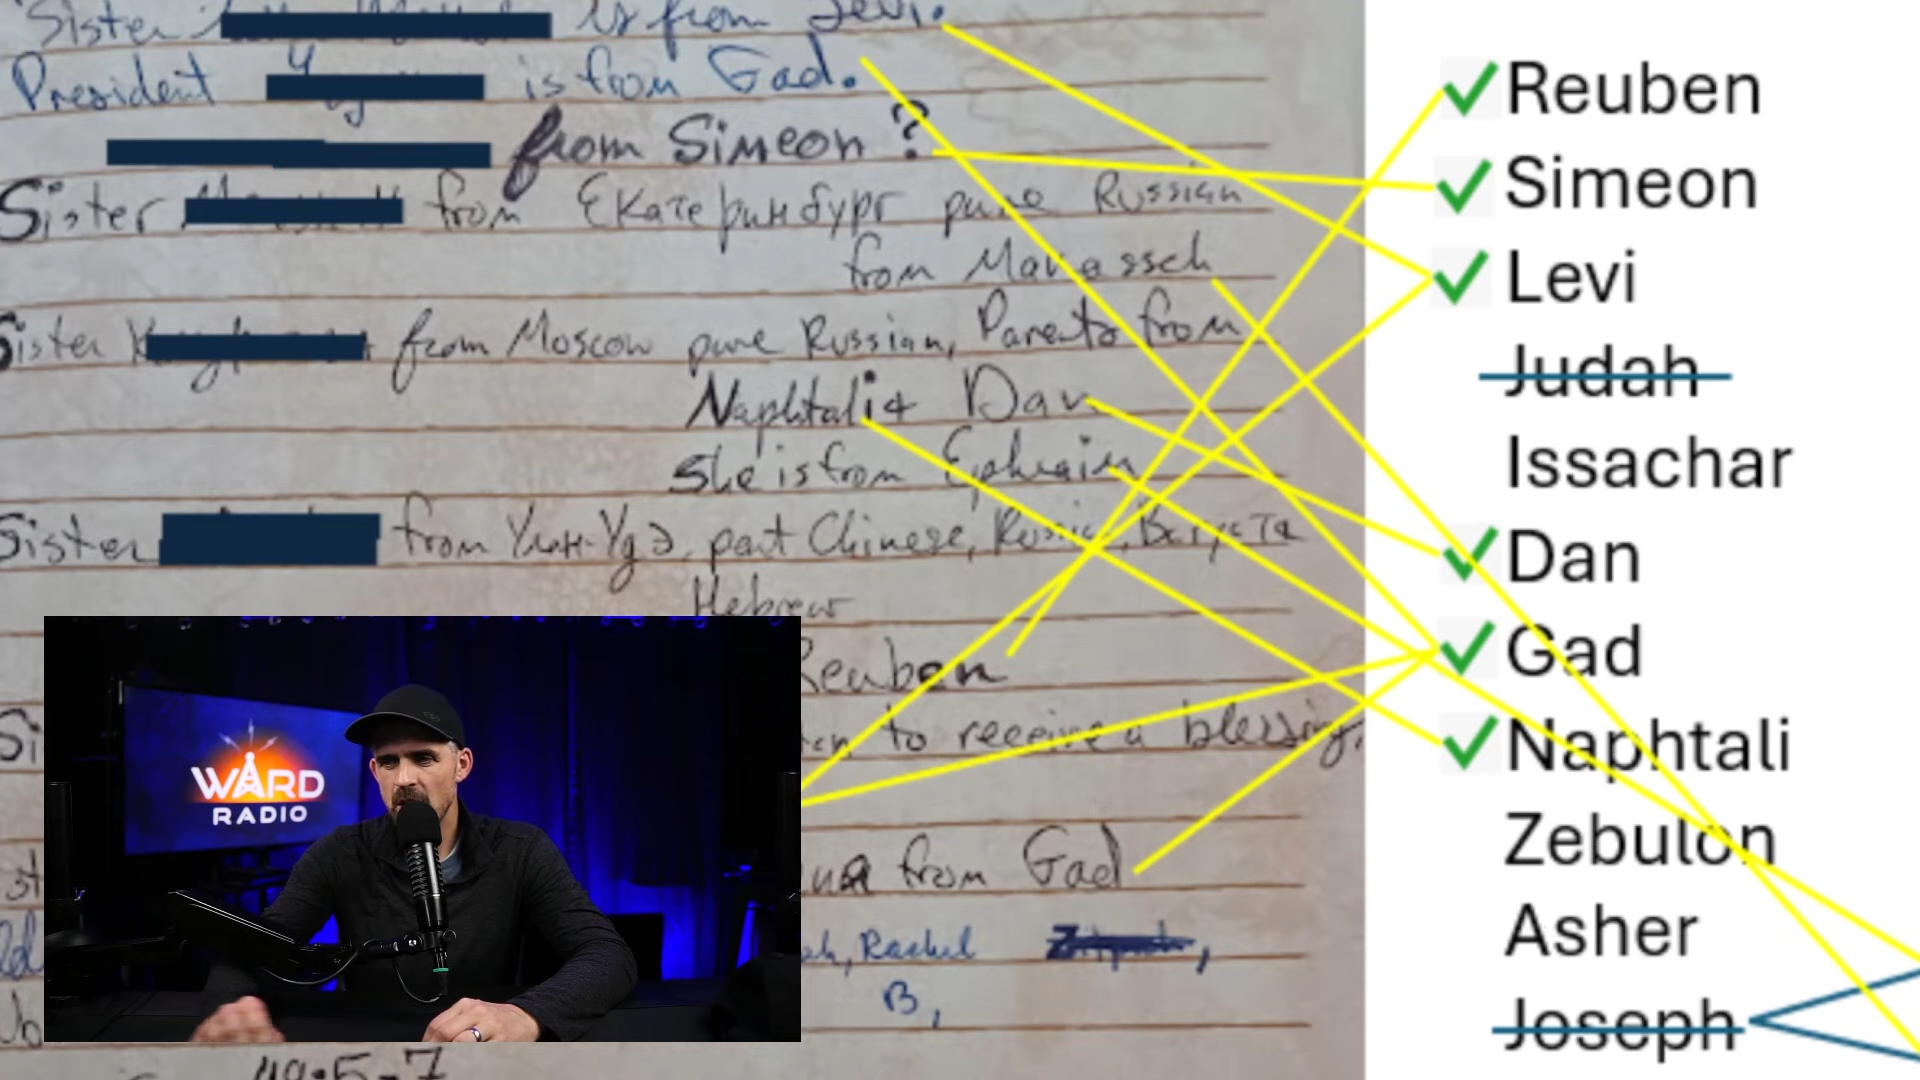 Sister is from Levi.
President is from Gad.
from Simeon ?
Sister from Екатеринбург pure Russian
from Manasseh
Sister from Moscow pure Russian, Parents from
Naphtali & Dan
She is from Ephraim
Sister from Улан-Удэ, part Chinese, Russian,
Hebrew
Reuben
to receive a blessing.
from Gad
Rachel
B,
49:5-7
WARD
RADIO
Reuben
Simeon
Levi
Judah
Issachar
Dan
Gad
Naphtali
Zebulon
Asher
Joseph